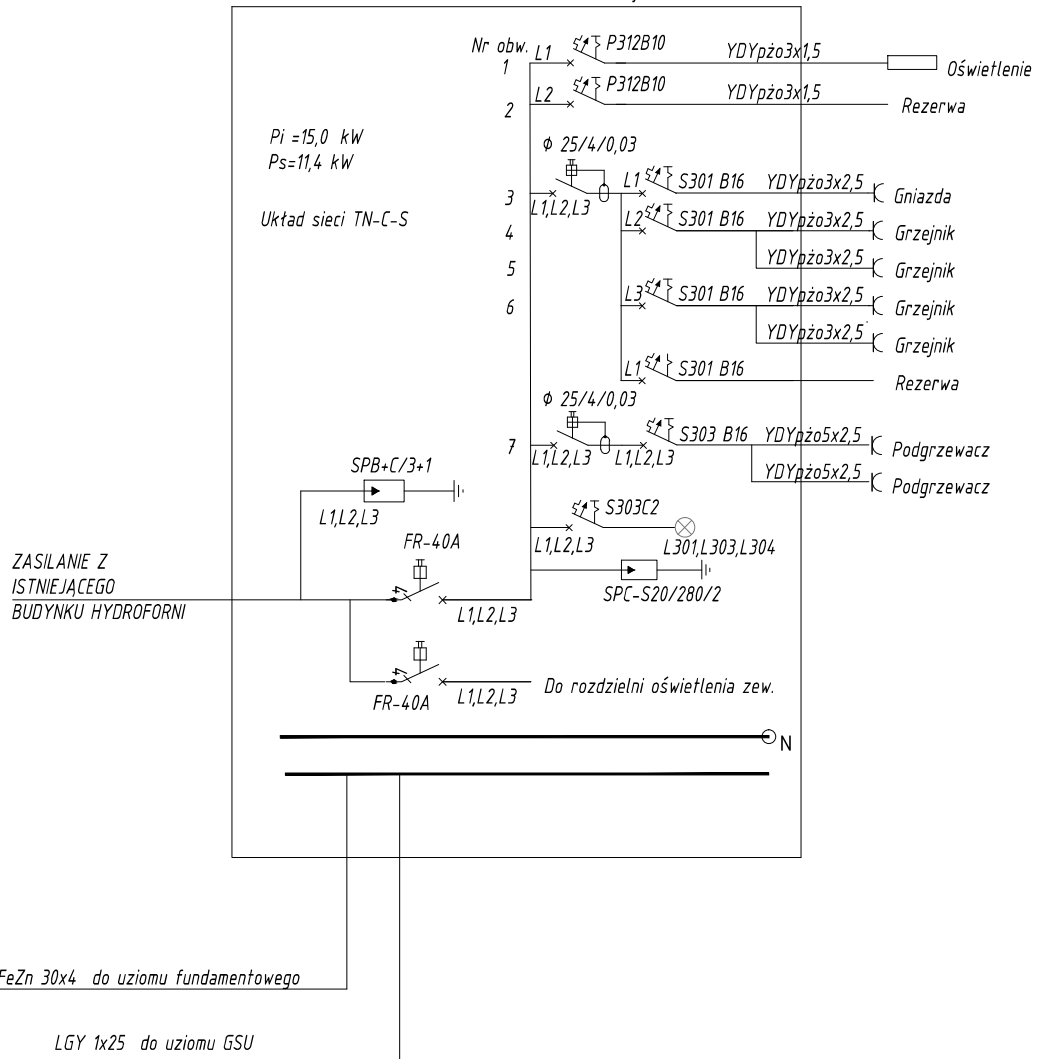 Nr obw.
1 L1 P312B10 YDYpżo3x1,5 Oświetlenie
2 L2 P312B10 YDYpżo3x1,5 Rezerwa
Pi =15,0 kW
Ps=11,4 kW
Układ sieci TN-C-S
ϕ 25/4/0,03
3 L1,L2,L3 L1 S301 B16 YDYpżo3x2,5 Gniazda
4 L2 S301 B16 YDYpżo3x2,5 Grzejnik
5 YDYpżo3x2,5 Grzejnik
6 L3 S301 B16 YDYpżo3x2,5 Grzejnik
YDYpżo3x2,5 Grzejnik
L1 S301 B16 Rezerwa
ϕ 25/4/0,03
7 L1,L2,L3 L1,L2,L3 S303 B16 YDYpżo5x2,5 Podgrzewacz
YDYpżo5x2,5 Podgrzewacz
SPB+C/3+1
L1,L2,L3
S303C2
L1,L2,L3 L301,L303,L304
SPC-S20/280/2
ZASILANIE Z
ISTNIEJĄCEGO
BUDYNKU HYDROFORNI
FR-40A
L1,L2,L3
FR-40A
L1,L2,L3
Do rozdzielni oświetlenia zew.
N
FeZn 30x4 do uziomu fundamentowego
LGY 1x25 do uziomu GSU